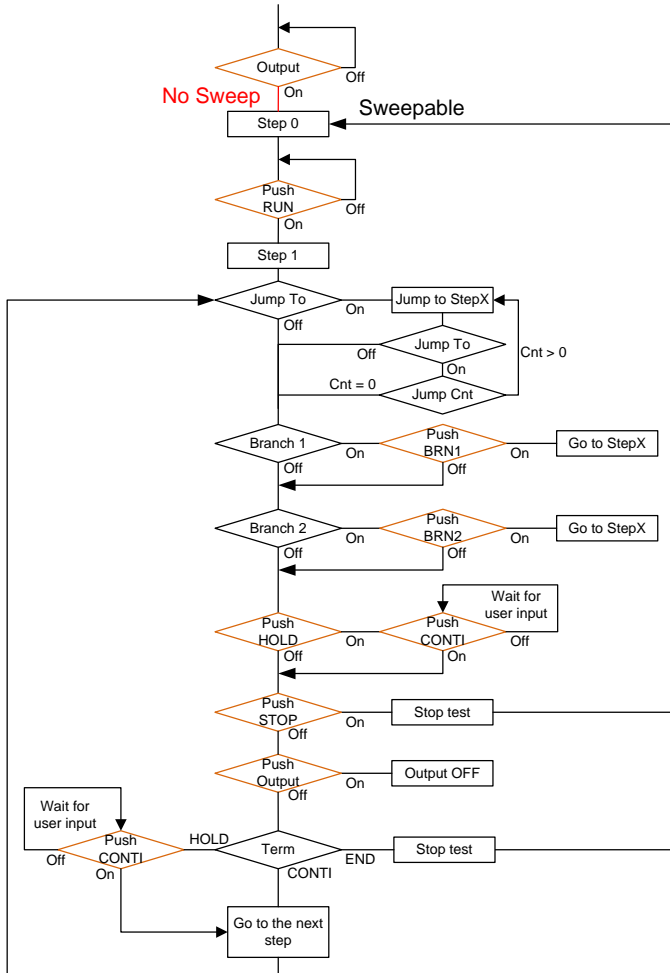 Output
Off
On
No Sweep
Sweepable
Step 0
Push
RUN
Off
On
Step 1
Jump To
On
Jump to StepX
Off
Jump To
Off
On
Cnt > 0
Cnt = 0
Jump Cnt
Branch 1
On
Push
BRN1
On
Go to StepX
Off
Off
Branch 2
On
Push
BRN2
On
Go to StepX
Off
Off
Wait for
user input
Push
HOLD
On
Push
CONTI
Off
Off
On
Push
STOP
On
Stop test
Off
Push
Output
On
Output OFF
Off
Wait for
user input
Push
CONTI
Off
On
HOLD
Term
END
Stop test
CONTI
Go to the next
step